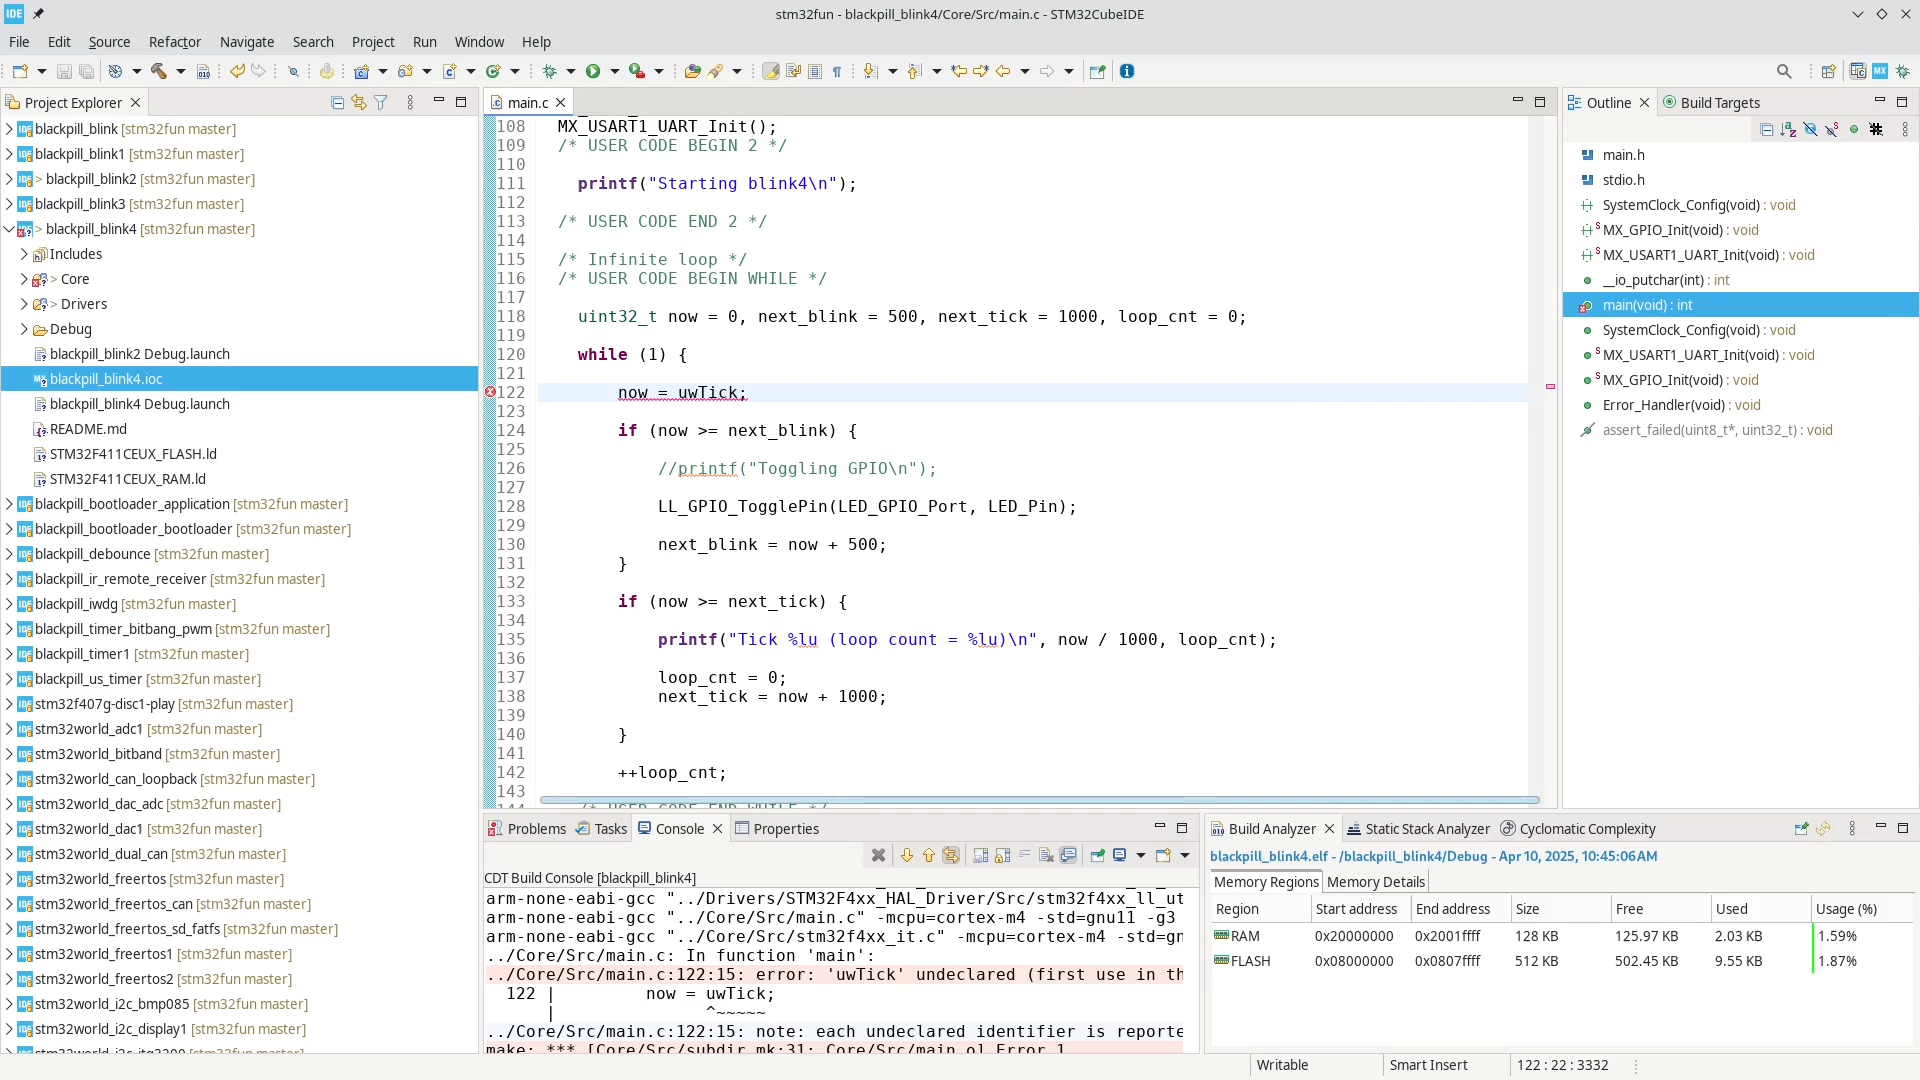 IDE
stm32fun - blackpill_blink4/Core/Src/main.c - STM32CubeIDE
File Edit Source Refactor Navigate Search Project Run Window Help
Project Explorer
blackpill_blink [stm32fun master]
blackpill_blink1 [stm32fun master]
> blackpill_blink2 [stm32fun master]
blackpill_blink3 [stm32fun master]
> blackpill_blink4 [stm32fun master]
Includes
> Core
> Drivers
Debug
blackpill_blink2 Debug.launch
blackpill_blink4.ioc
blackpill_blink4 Debug.launch
README.md
STM32F411CEUX_FLASH.ld
STM32F411CEUX_RAM.ld
blackpill_bootloader_application [stm32fun master]
blackpill_bootloader_bootloader [stm32fun master]
blackpill_debounce [stm32fun master]
blackpill_ir_remote_receiver [stm32fun master]
blackpill_iwdg [stm32fun master]
blackpill_timer_bitbang_pwm [stm32fun master]
blackpill_timer1 [stm32fun master]
blackpill_us_timer [stm32fun master]
stm32f407g-disc1-play [stm32fun master]
stm32world_adc1 [stm32fun master]
stm32world_bitband [stm32fun master]
stm32world_can_loopback [stm32fun master]
stm32world_dac_adc [stm32fun master]
stm32world_dac1 [stm32fun master]
stm32world_dual_can [stm32fun master]
stm32world_freertos [stm32fun master]
stm32world_freertos_can [stm32fun master]
stm32world_freertos_sd_fatfs [stm32fun master]
stm32world_freertos1 [stm32fun master]
stm32world_freertos2 [stm32fun master]
stm32world_i2c_bmp085 [stm32fun master]
stm32world_i2c_display1 [stm32fun master]
main.c
108 MX_USART1_UART_Init();
109 /* USER CODE BEGIN 2 */
110
111 printf("Starting blink4\n");
112
113 /* USER CODE END 2 */
114
115 /* Infinite loop */
116 /* USER CODE BEGIN WHILE */
117
118 uint32_t now = 0, next_blink = 500, next_tick = 1000, loop_cnt = 0;
119
120 while (1) {
121
122 now = uwTick;
123
124 if (now >= next_blink) {
125
126 //printf("Toggling GPIO\n");
127
128 LL_GPIO_TogglePin(LED_GPIO_Port, LED_Pin);
129
130 next_blink = now + 500;
131 }
132
133 if (now >= next_tick) {
134
135 printf("Tick %lu (loop count = %lu)\n", now / 1000, loop_cnt);
136
137 loop_cnt = 0;
138 next_tick = now + 1000;
139
140 }
141
142 ++loop_cnt;
143
144 /* USER CODE END WHILE */
Outline Build Targets
main.h
stdio.h
SystemClock_Config(void) : void
MX_GPIO_Init(void) : void
MX_USART1_UART_Init(void) : void
__io_putchar(int) : int
main(void) : int
SystemClock_Config(void) : void
MX_USART1_UART_Init(void) : void
MX_GPIO_Init(void) : void
Error_Handler(void) : void
assert_failed(uint8_t*, uint32_t) : void
Problems Tasks Console Properties
CDT Build Console [blackpill_blink4]
arm-none-eabi-gcc "../Drivers/STM32F4xx_HAL_Driver/Src/stm32f4xx_ll_ut
arm-none-eabi-gcc "../Core/Src/main.c" -mcpu=cortex-m4 -std=gnu11 -g3
arm-none-eabi-gcc "../Core/Src/stm32f4xx_it.c" -mcpu=cortex-m4 -std=gn
../Core/Src/main.c: In function 'main':
../Core/Src/main.c:122:15: error: 'uwTick' undeclared (first use in th
122 | now = uwTick;
| ^~~~~~
../Core/Src/main.c:122:15: note: each undeclared identifier is reporte
make: *** [Core/Src/subdir.mk:31: Core/Src/main.o] Error 1
Build Analyzer Static Stack Analyzer Cyclomatic Complexity
blackpill_blink4.elf - /blackpill_blink4/Debug - Apr 10, 2025, 10:45:06 AM
Memory Regions Memory Details
Region Start address End address Size Free Used Usage (%)
RAM 0x20000000 0x2001ffff 128 KB 125.97 KB 2.03 KB 1.59%
FLASH 0x08000000 0x0807ffff 512 KB 502.45 KB 9.55 KB 1.87%
Writable Smart Insert 122 : 22 : 3332